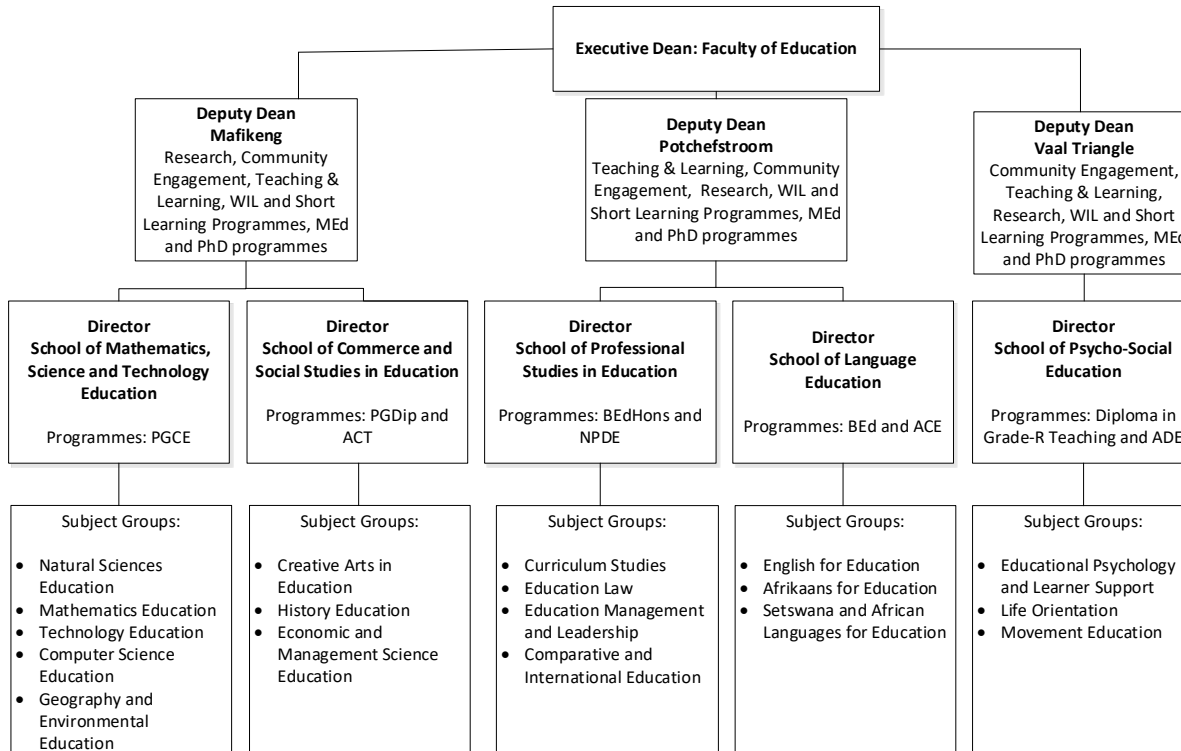 Executive Dean: Faculty of Education
Deputy Dean
Mafikeng
Research, Community
Engagement, Teaching &
Learning, WIL and Short
Learning Programmes, MEd
and PhD programmes
Deputy Dean
Potchefstroom
Teaching & Learning, Community
Engagement, Research, WIL and
Short Learning Programmes, MEd
and PhD programmes
Deputy Dean
Vaal Triangle
Community Engagement,
Teaching & Learning,
Research, WIL and Short
Learning Programmes, MEd
and PhD programmes
Director
School of Mathematics,
Science and Technology
Education
Programmes: PGCE
Director
School of Commerce and
Social Studies in Education
Programmes: PGDip and
ACT
Director
School of Professional
Studies in Education
Programmes: BEdHons and
NPDE
Director
School of Language
Education
Programmes: BEd and ACE
Director
School of Psycho-Social
Education
Programmes: Diploma in
Grade-R Teaching and ADE
Subject Groups:
• Natural Sciences
Education
• Mathematics Education
• Technology Education
• Computer Science
Education
• Geography and
Environmental
Education
Subject Groups:
• Creative Arts in
Education
• History Education
• Economic and
Management Science
Education
Subject Groups:
• Curriculum Studies
• Education Law
• Education Management
and Leadership
• Comparative and
International Education
Subject Groups:
• English for Education
• Afrikaans for Education
• Setswana and African
Languages for Education
Subject Groups:
• Educational Psychology
and Learner Support
• Life Orientation
• Movement Education